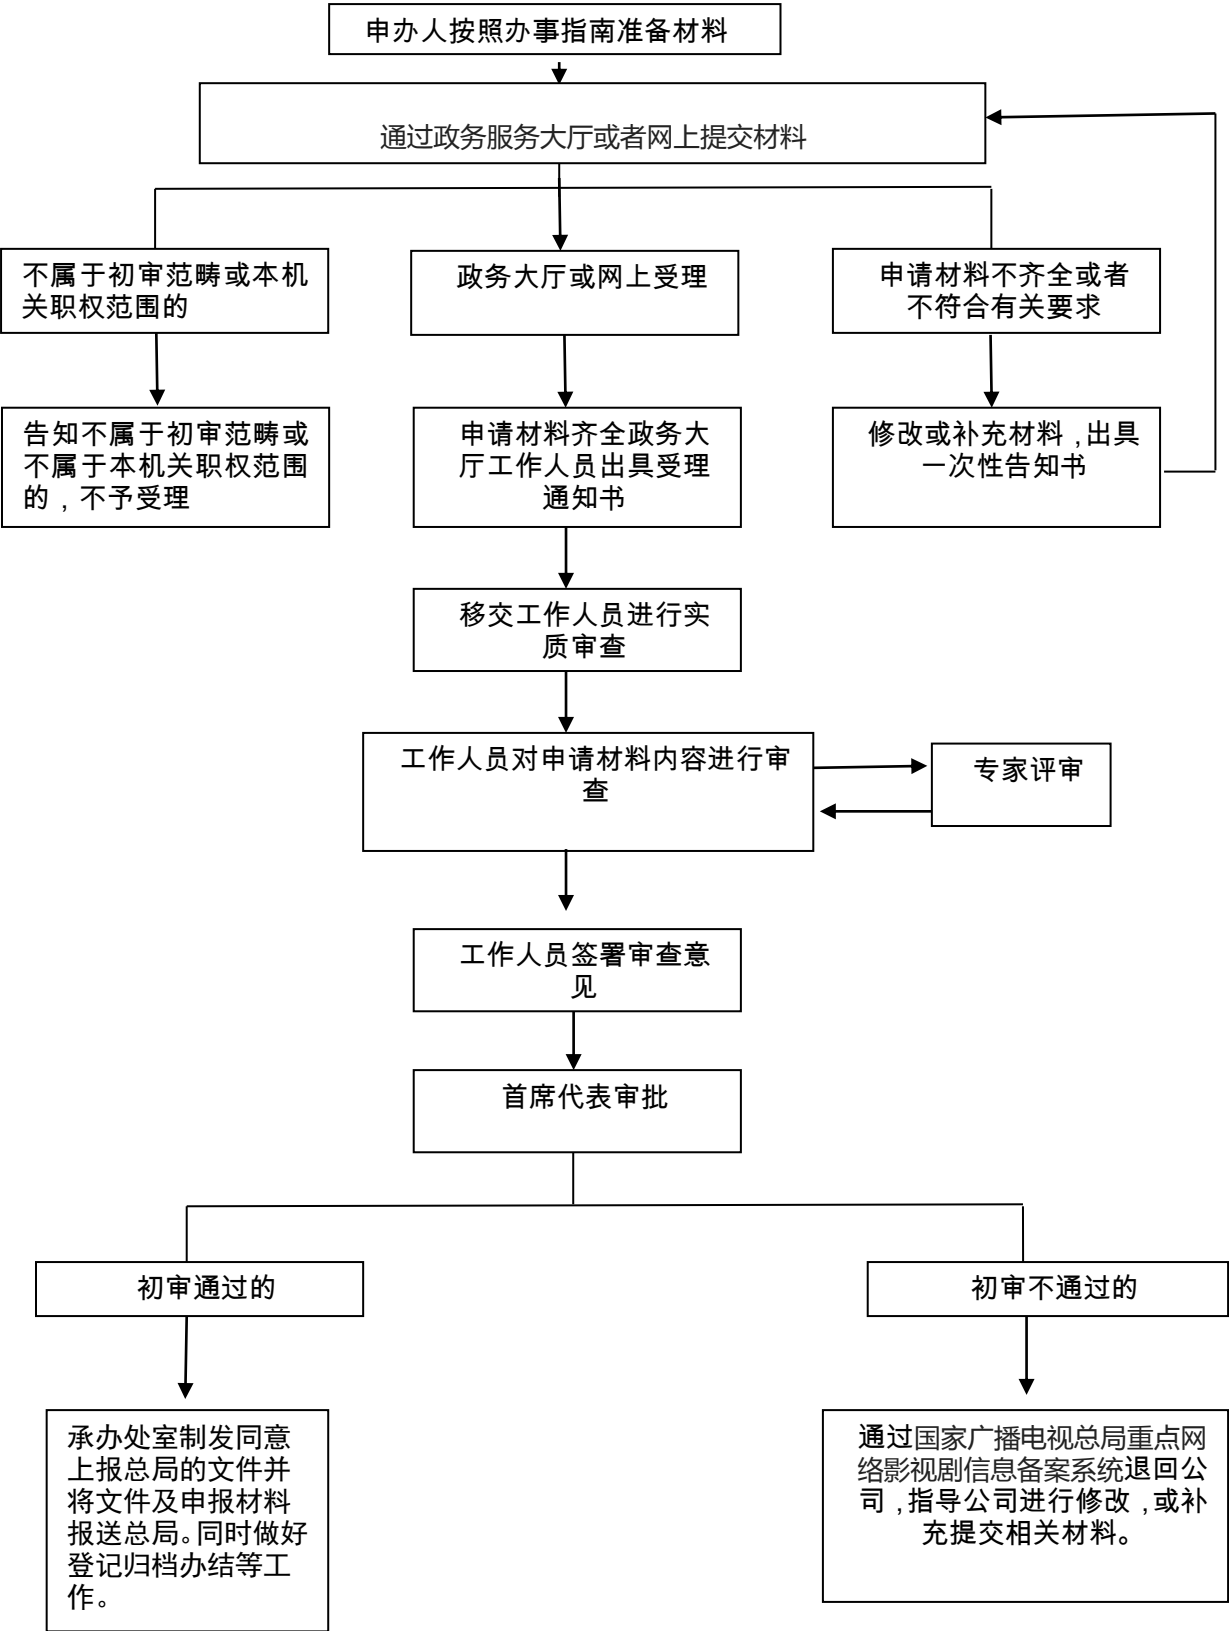 申办人按照办事指南准备材料
通过政务服务大厅或者网上提交材料
不属于初审范畴或本机
关职权范围的
政务大厅或网上受理
申请材料不齐全或者
不符合有关要求
告知不属于初审范畴或
不属于本机关职权范围
的，不予受理
申请材料齐全政务大
厅工作人员出具受理
通知书
修改或补充材料，出具
一次性告知书
移交工作人员进行实
质审查
工作人员对申请材料内容进行审
查
专家评审
工作人员签署审查意
见
首席代表审批
初审通过的
初审不通过的
承办处室制发同意
上报总局的文件并
将文件及申报材料
报送总局。同时做好
登记归档办结等工
作。
通过国家广播电视总局重点网
络影视剧信息备案系统退回公
司，指导公司进行修改，或补
充提交相关材料。